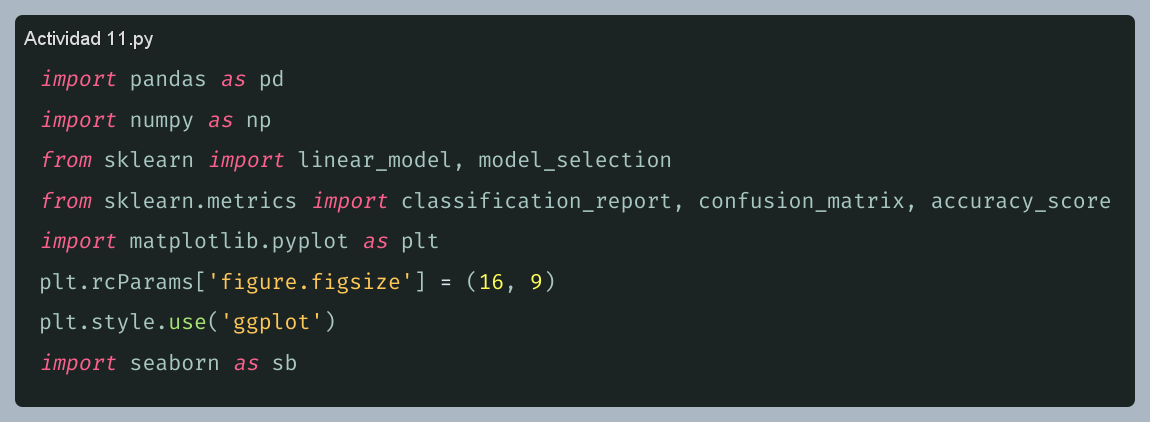 Actividad 11.py
import pandas as pd
import numpy as np
from sklearn import linear_model, model_selection
from sklearn.metrics import classification_report, confusion_matrix, accuracy_score
import matplotlib.pyplot as plt
plt.rcParams['figure.figsize'] = (16, 9)
plt.style.use('ggplot')
import seaborn as sb